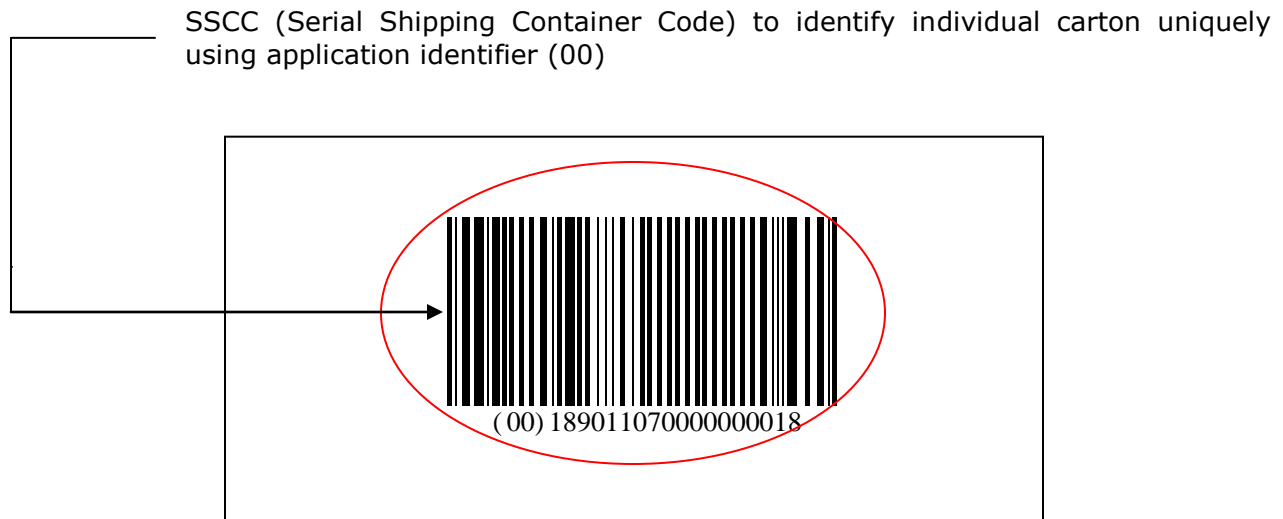 SSCC (Serial Shipping Container Code) to identify individual carton uniquely
using application identifier (00)
( 00) 189011070000000018